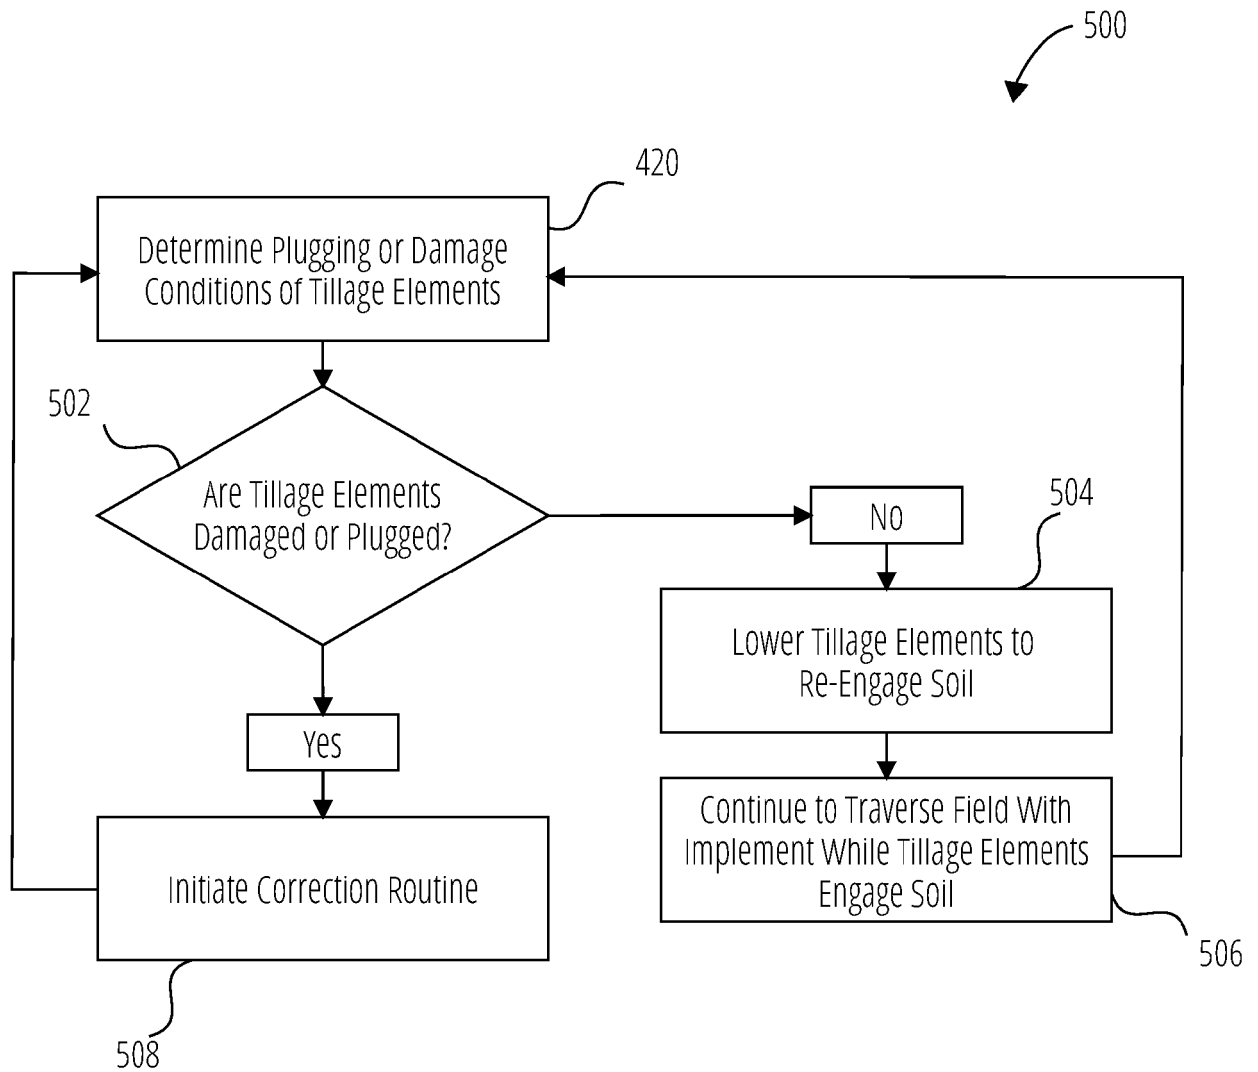 500
420
Determine Plugging or Damage
Conditions of Tillage Elements
502
Are Tillage Elements
Damaged or Plugged?
No
504
Lower Tillage Elements to
Re-Engage Soil
Yes
Continue to Traverse Field With
Implement While Tillage Elements
Engage Soil
Initiate Correction Routine
506
508